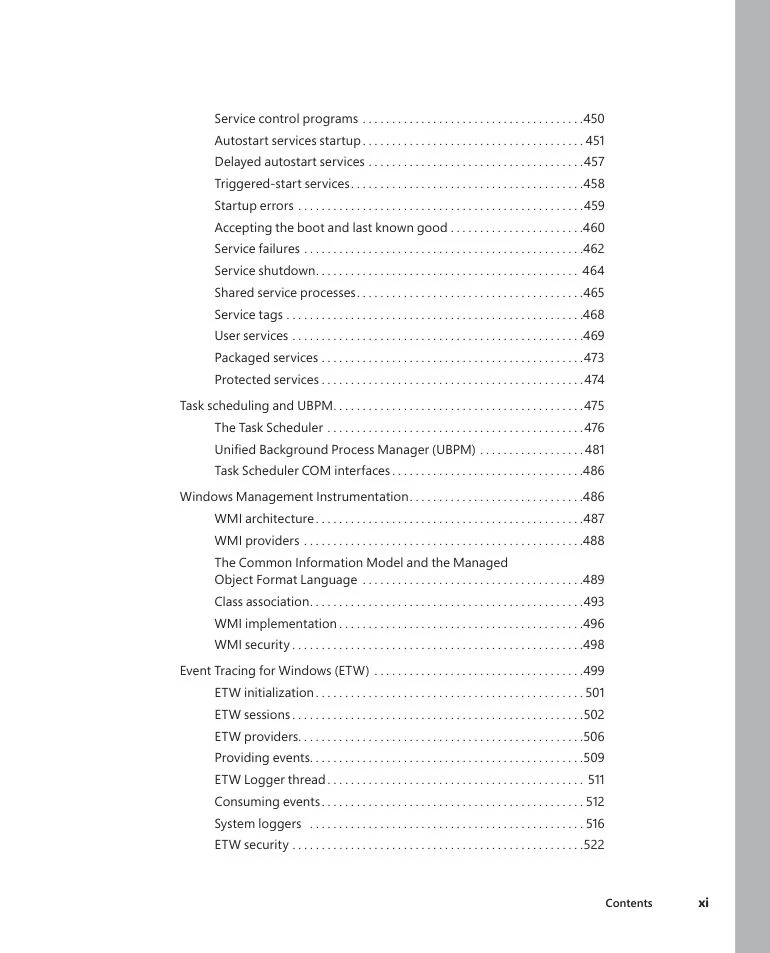 Service control programs . . . . . . . . . . . . . . . . . . . . . . . . . . . . . . . . . . . . . .450
Autostart services startup . . . . . . . . . . . . . . . . . . . . . . . . . . . . . . . . . . . . . . 451
Delayed autostart services . . . . . . . . . . . . . . . . . . . . . . . . . . . . . . . . . . . . .457
Triggered-start services. . . . . . . . . . . . . . . . . . . . . . . . . . . . . . . . . . . . . . . .458
Startup errors . . . . . . . . . . . . . . . . . . . . . . . . . . . . . . . . . . . . . . . . . . . . . . . . .459
Accepting the boot and last known good . . . . . . . . . . . . . . . . . . . . . . .460
Service failures . . . . . . . . . . . . . . . . . . . . . . . . . . . . . . . . . . . . . . . . . . . . . . . .462
Service shutdown. . . . . . . . . . . . . . . . . . . . . . . . . . . . . . . . . . . . . . . . . . . . . 464
Shared service processes. . . . . . . . . . . . . . . . . . . . . . . . . . . . . . . . . . . . . . .465
Service tags . . . . . . . . . . . . . . . . . . . . . . . . . . . . . . . . . . . . . . . . . . . . . . . . . . .468
User services . . . . . . . . . . . . . . . . . . . . . . . . . . . . . . . . . . . . . . . . . . . . . . . . . .469
Packaged services . . . . . . . . . . . . . . . . . . . . . . . . . . . . . . . . . . . . . . . . . . . . .473
Protected services . . . . . . . . . . . . . . . . . . . . . . . . . . . . . . . . . . . . . . . . . . . . .474
Task scheduling and UBPM. . . . . . . . . . . . . . . . . . . . . . . . . . . . . . . . . . . . . . . . . . .475
The Task Scheduler . . . . . . . . . . . . . . . . . . . . . . . . . . . . . . . . . . . . . . . . . . . .476
Unified Background Process Manager (UBPM) . . . . . . . . . . . . . . . . . . 481
Task Scheduler COM interfaces . . . . . . . . . . . . . . . . . . . . . . . . . . . . . . . . .486
Windows Management Instrumentation. . . . . . . . . . . . . . . . . . . . . . . . . . . . . .486
WMI architecture . . . . . . . . . . . . . . . . . . . . . . . . . . . . . . . . . . . . . . . . . . . . . .487
WMI providers . . . . . . . . . . . . . . . . . . . . . . . . . . . . . . . . . . . . . . . . . . . . . . . .488
The Common Information Model and the Managed
Object Format Language . . . . . . . . . . . . . . . . . . . . . . . . . . . . . . . . . . . . . .489
Class association. . . . . . . . . . . . . . . . . . . . . . . . . . . . . . . . . . . . . . . . . . . . . . .493
WMI implementation . . . . . . . . . . . . . . . . . . . . . . . . . . . . . . . . . . . . . . . . . .496
WMI security . . . . . . . . . . . . . . . . . . . . . . . . . . . . . . . . . . . . . . . . . . . . . . . . . .498
Event Tracing for Windows (ETW) . . . . . . . . . . . . . . . . . . . . . . . . . . . . . . . . . . . .499
ETW initialization . . . . . . . . . . . . . . . . . . . . . . . . . . . . . . . . . . . . . . . . . . . . . . 501
ETW sessions . . . . . . . . . . . . . . . . . . . . . . . . . . . . . . . . . . . . . . . . . . . . . . . . . .502
ETW providers. . . . . . . . . . . . . . . . . . . . . . . . . . . . . . . . . . . . . . . . . . . . . . . . .506
Providing events. . . . . . . . . . . . . . . . . . . . . . . . . . . . . . . . . . . . . . . . . . . . . . .509
ETW Logger thread . . . . . . . . . . . . . . . . . . . . . . . . . . . . . . . . . . . . . . . . . . . . 511
Consuming events . . . . . . . . . . . . . . . . . . . . . . . . . . . . . . . . . . . . . . . . . . . . . 512
System loggers . . . . . . . . . . . . . . . . . . . . . . . . . . . . . . . . . . . . . . . . . . . . . . . 516
ETW security . . . . . . . . . . . . . . . . . . . . . . . . . . . . . . . . . . . . . . . . . . . . . . . . . .522
Contents xi